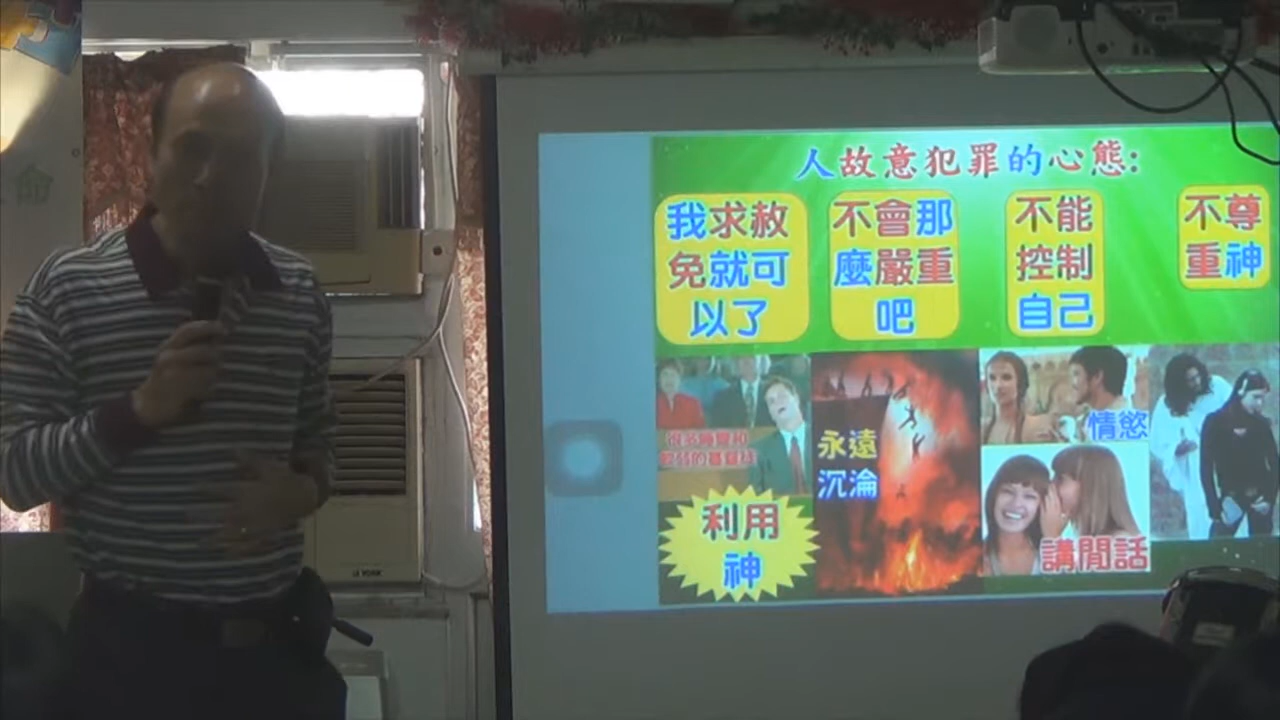 人故意犯罪的心態:
我求赦
免就可
以了
不會那
麼嚴重
吧
不能
控制
自己
不尊
重神
永遠
沉淪
情慾
講閒話
利用
神